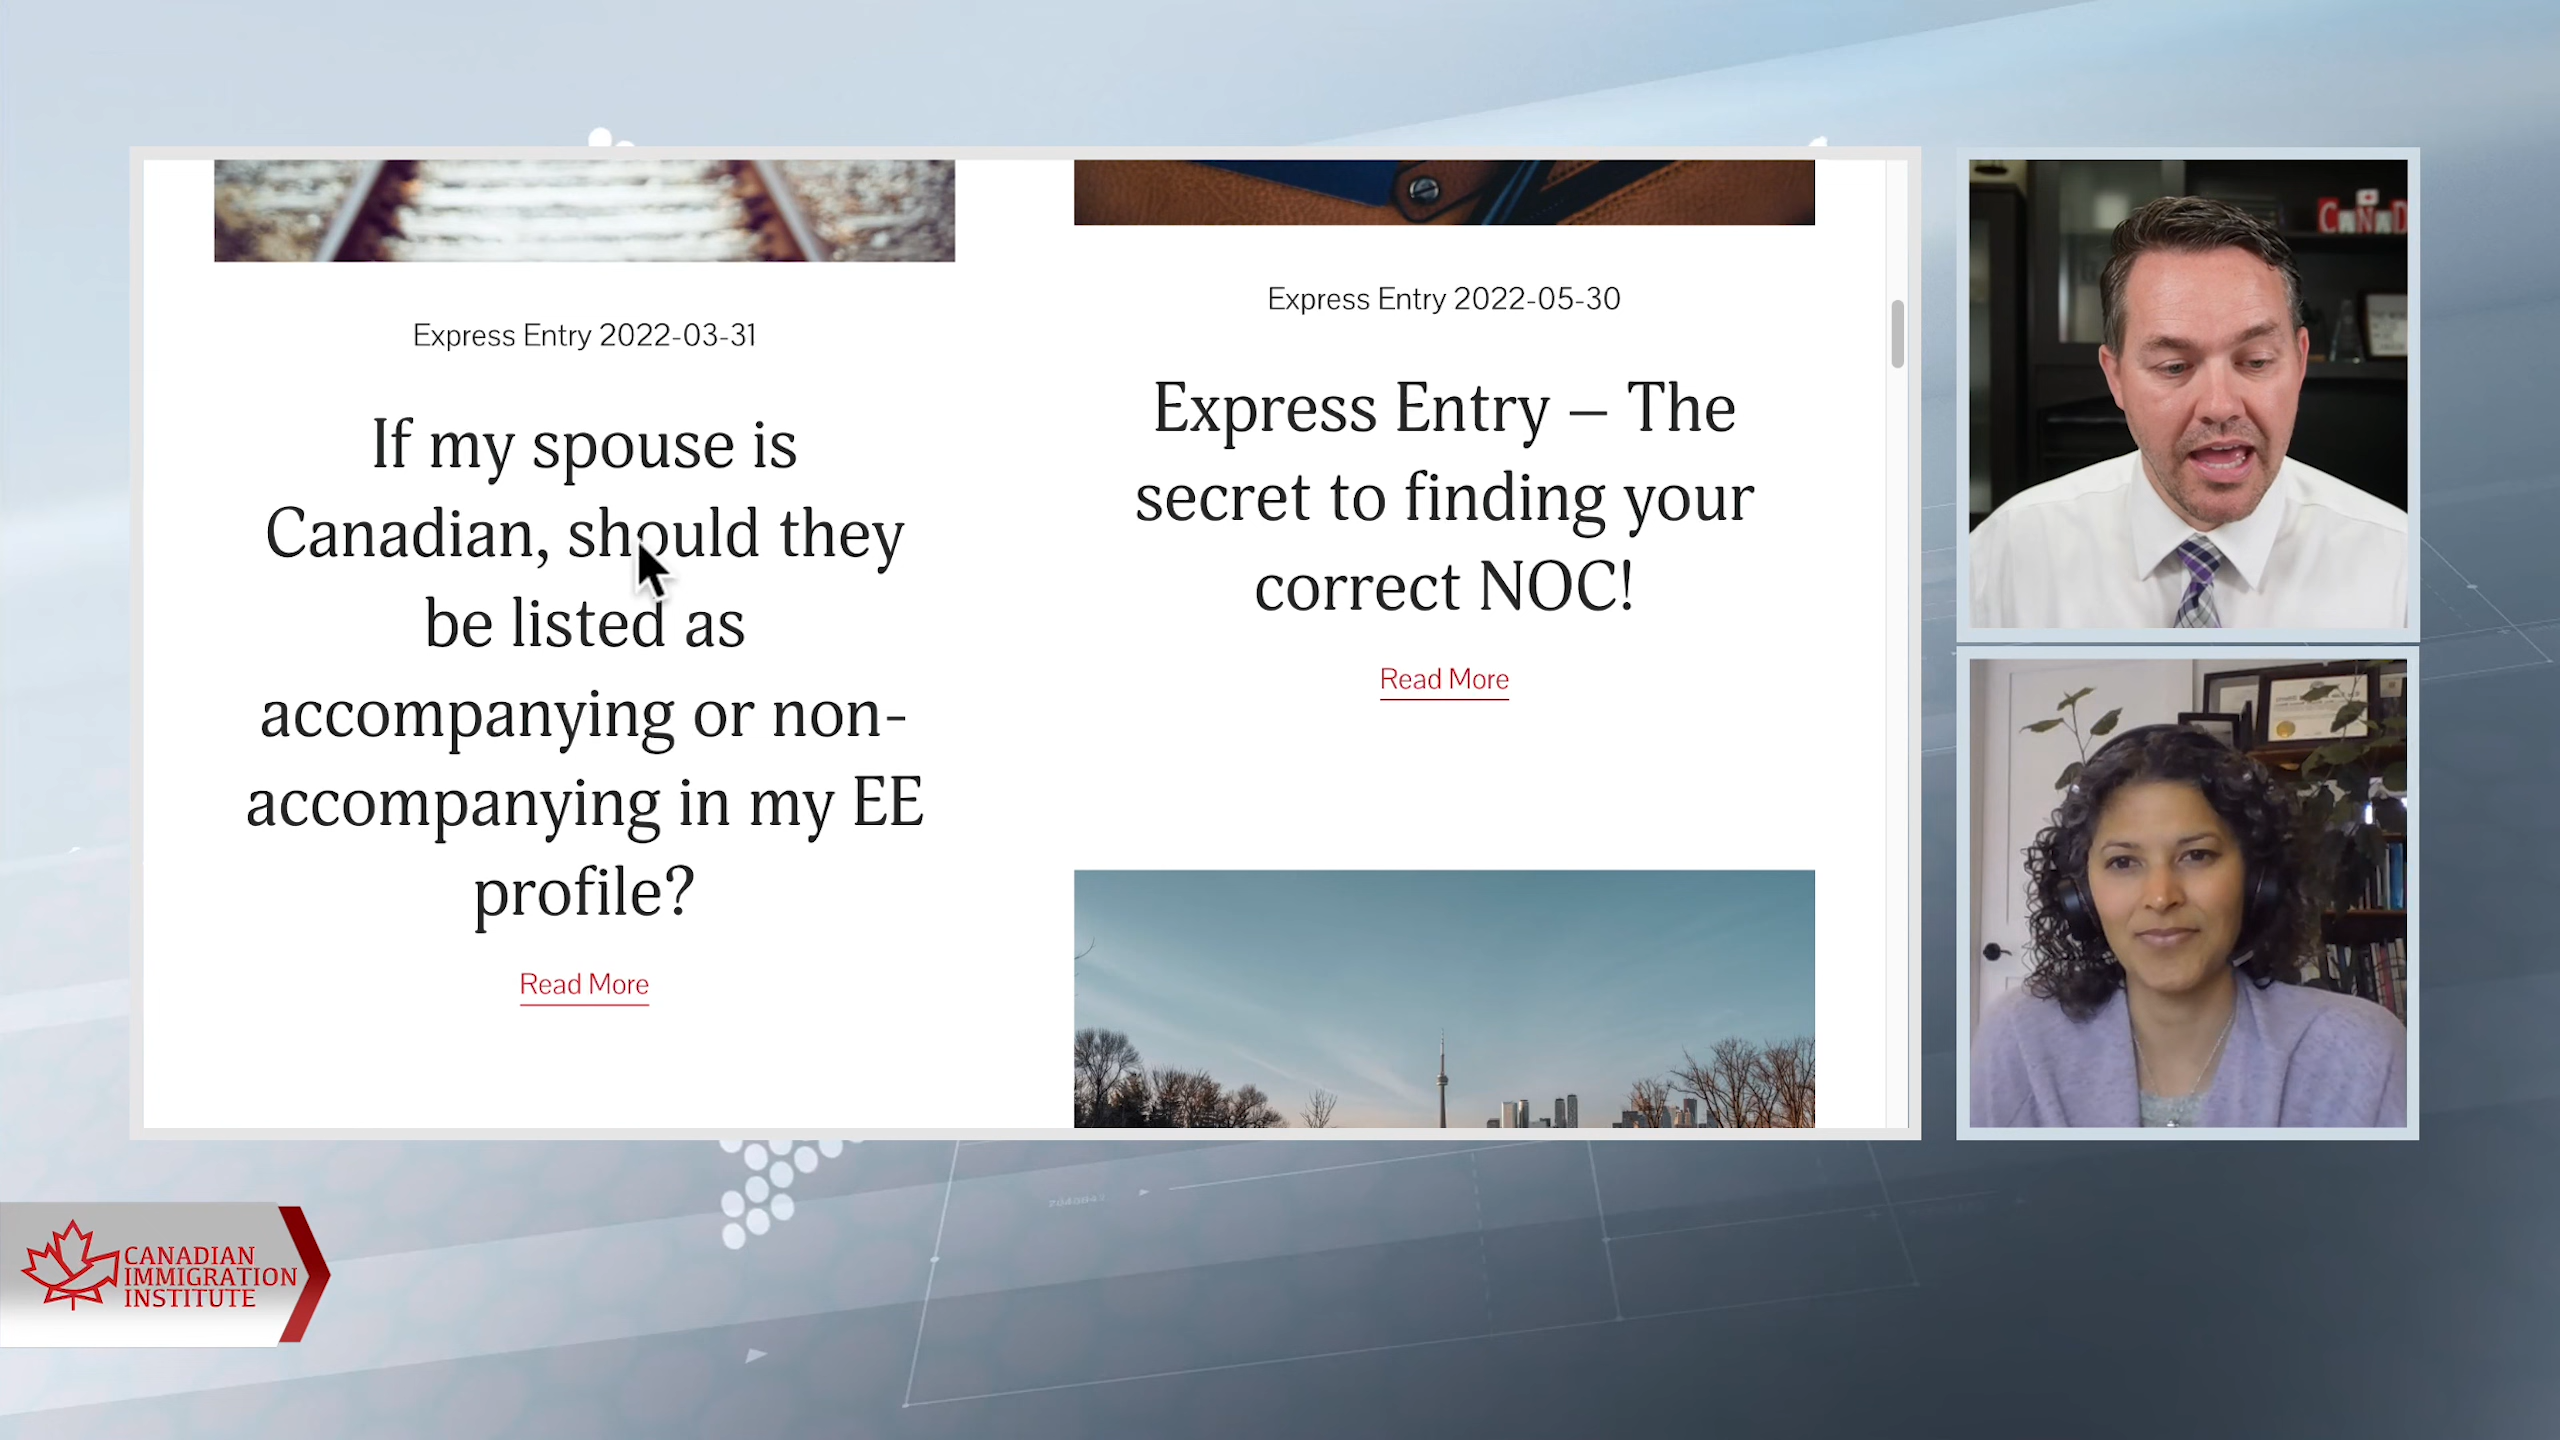 Express Entry 2022-03-31
If my spouse is
Canadian, should they
be listed as
accompanying or non-
accompanying in my EE
profile?
Read More
Express Entry 2022-05-30
Express Entry – The
secret to finding your
correct NOC!
Read More
CANADIAN
IMMIGRATION
INSTITUTE